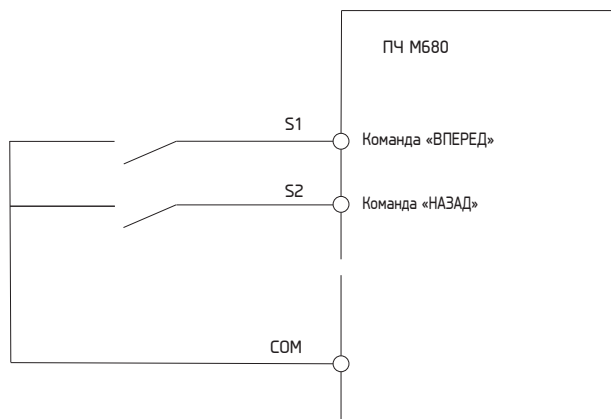 ПЧ М680
S1
Команда «ВПЕРЕД»
S2
Команда «НАЗАД»
COM